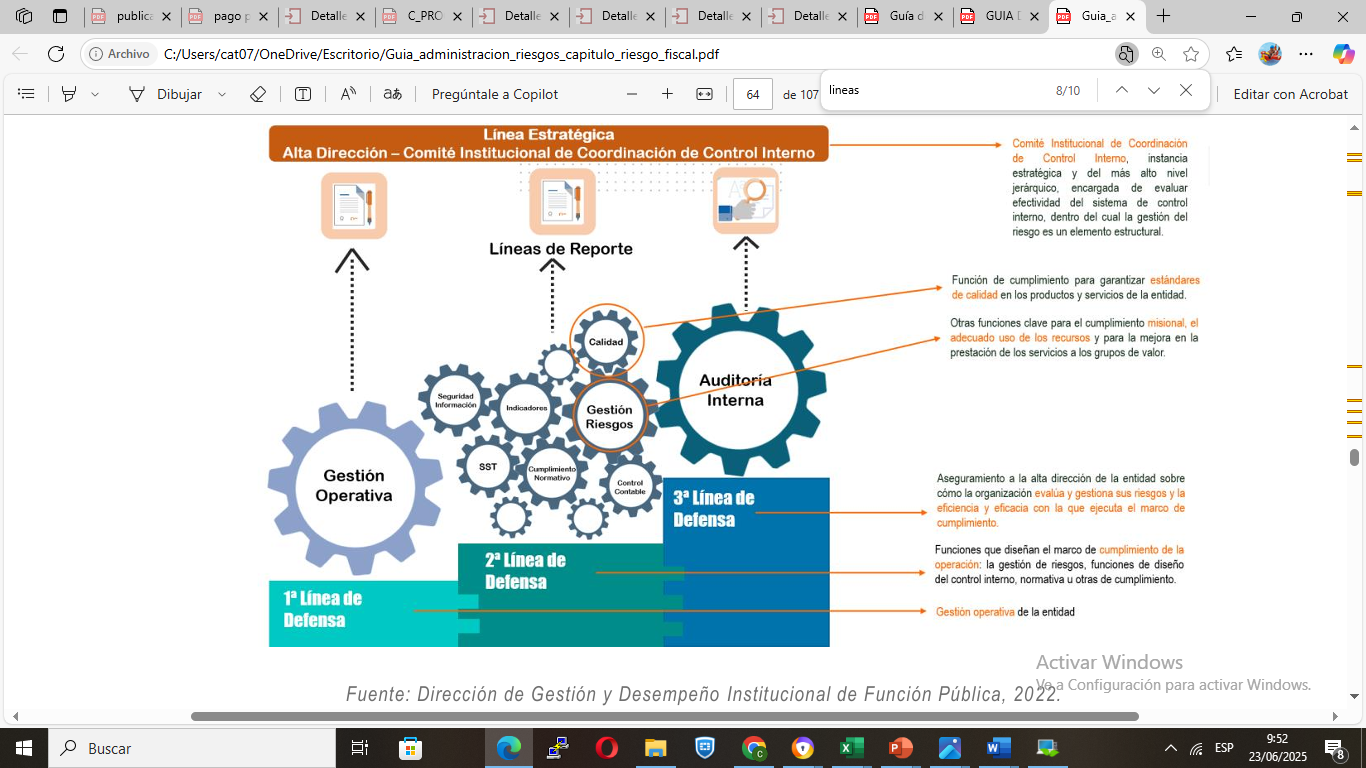 publica
pago p
Detalle
C_PRO
Detalle
Detalle
Detalle
Detalle
Guía d
GUIA D
Guia_a
Archivo
C:/Users/cat07/OneDrive/Escritorio/Guia_administracion_riesgos_capitulo_riesgo_fiscal.pdf
Dibujar
Pregúntale a Copilot
64
de 107
lineas
8/10
Editar con Acrobat
Línea Estratégica
Alta Dirección – Comité Institucional de Coordinación de Control Interno
Comité Institucional de Coordinación
de Control Interno, instancia
estratégica y del más alto nivel
jerárquico, encargada de evaluar
efectividad del sistema de control
interno, dentro del cual la gestión del
riesgo es un elemento estructural.
Líneas de Reporte
Función de cumplimiento para garantizar estándares
de calidad en los productos y servicios de la entidad.
Otras funciones clave para el cumplimiento misional, el
adecuado uso de los recursos y para la mejora en la
prestación de los servicios a los grupos de valor.
Calidad
Seguridad
Información
Indicadores
Gestión
Riesgos
Auditoría
Interna
Gestión
Operativa
SST
Cumplimiento
Normativo
Control
Contable
3ª Línea de
Defensa
Aseguramiento a la alta dirección de la entidad sobre
cómo la organización evalúa y gestiona sus riesgos y la
eficiencia y eficacia con la que ejecuta el marco de
cumplimiento.
2ª Línea de
Defensa
Funciones que diseñan el marco de cumplimiento de la
operación: la gestión de riesgos, funciones de diseño
del control interno, normativa u otras de cumplimiento.
1ª Línea de
Defensa
Gestión operativa de la entidad
Activar Windows
Ve a Configuración para activar Windows.
Fuente: Dirección de Gestión y Desempeño Institucional de Función Pública, 2022.
Buscar
ESP
9:52
23/06/2025
8